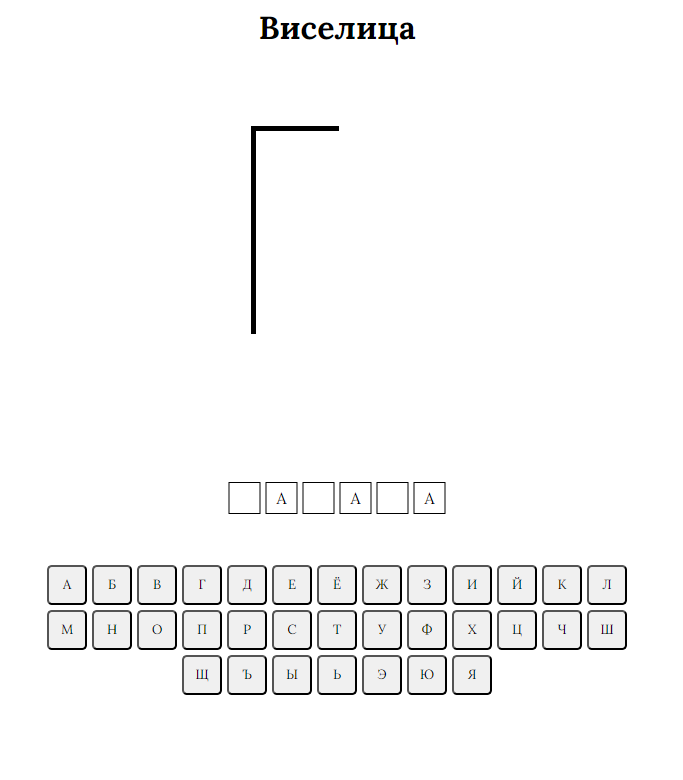 Виселица
А А А
А Б В Г Д Е Ё Ж З И Й К Л
М Н О П Р С Т У Ф Х Ц Ч Ш
Щ Ъ Ы Ь Э Ю Я